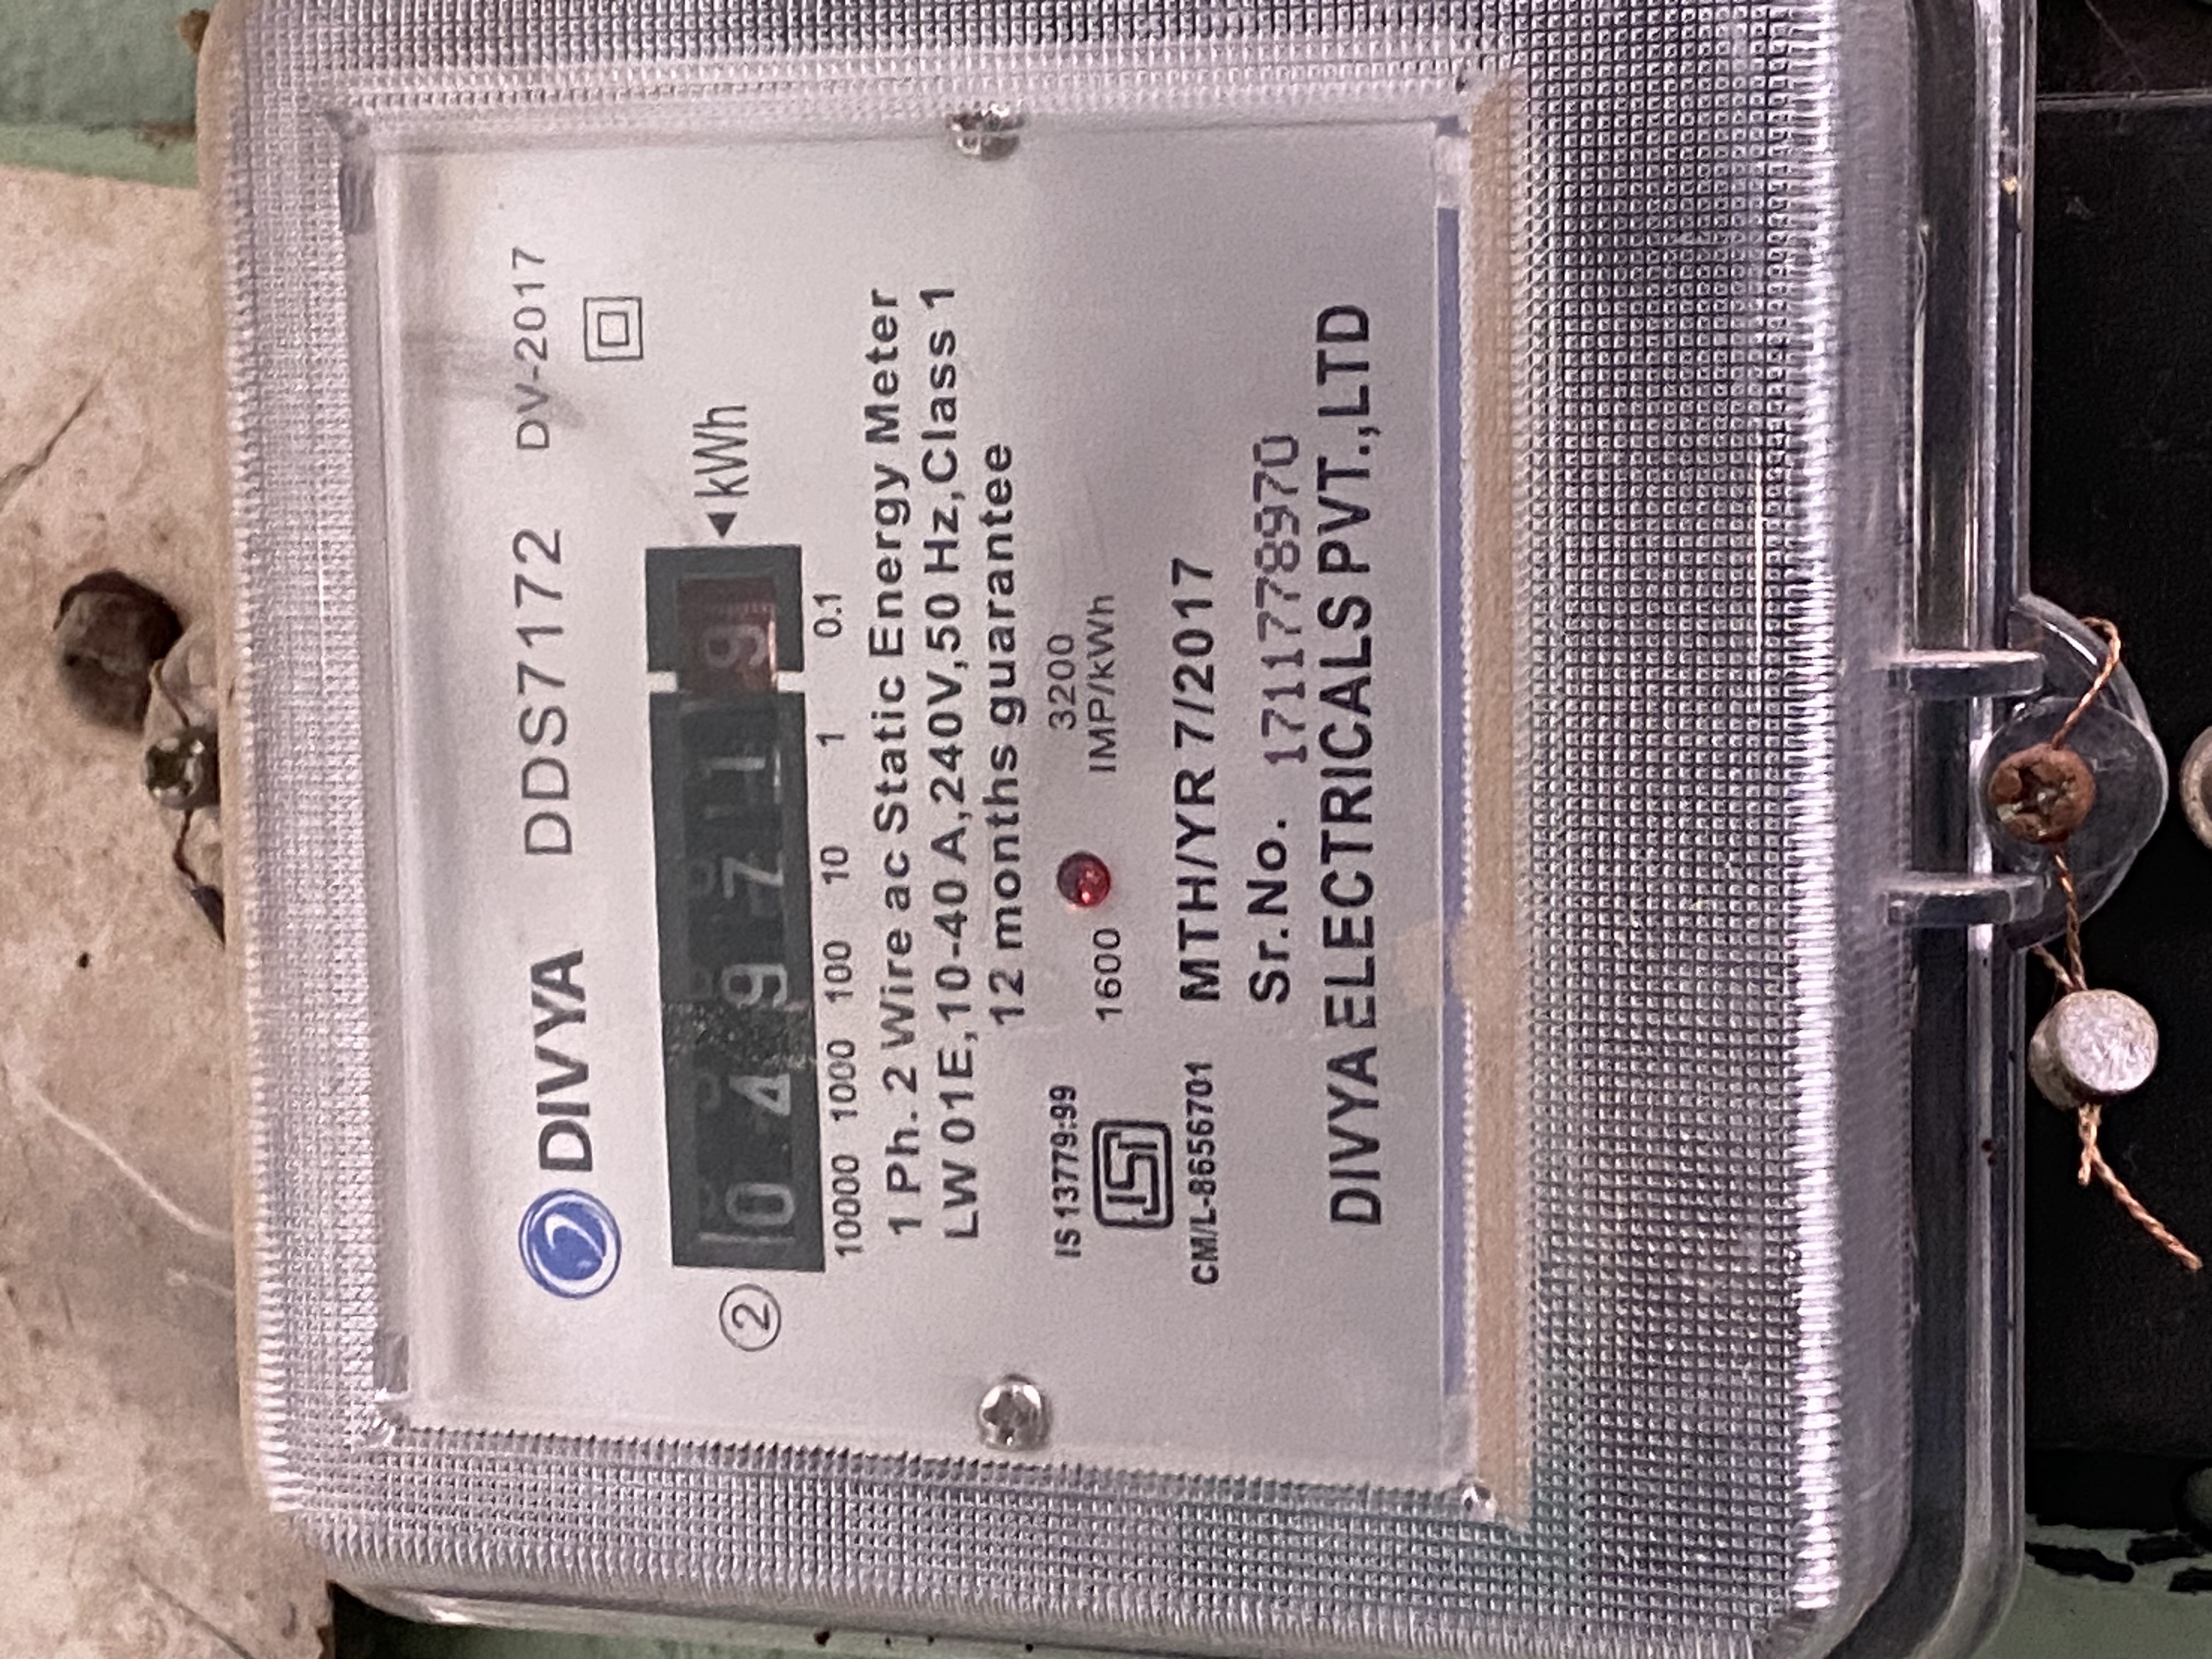 DIVYA DDS7172 DV-2017
2 0 4 9 7 1 9 kWh
10000 1000 100 10 1 0.1
1 Ph. 2 Wire ac Static Energy Meter
LW 01E,10-40 A,240V,50 Hz,Class 1
12 months guarantee
IS 13779:99
ISI
CM/L-8656701
1600
3200
IMP/kWh
MTH/YR 7/2017
Sr.No. 1711778970
DIVYA ELECTRICALS PVT.,LTD